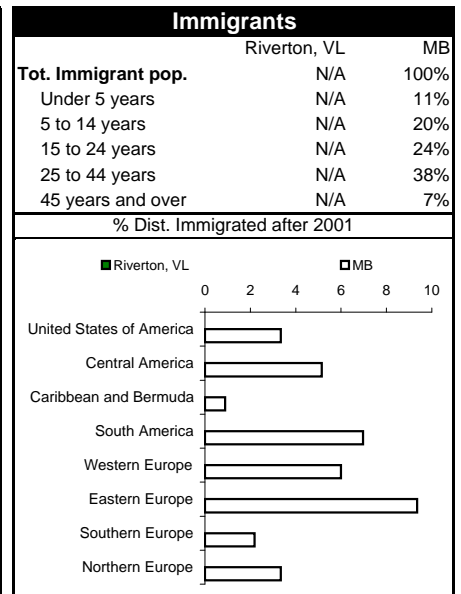 Immigrants
Riverton, VL MB
Tot. Immigrant pop. N/A 100%
Under 5 years N/A 11%
5 to 14 years N/A 20%
15 to 24 years N/A 24%
25 to 44 years N/A 38%
45 years and over N/A 7%
% Dist. Immigrated after 2001
Riverton, VL MB
0 2 4 6 8 10
United States of America
Central America
Caribbean and Bermuda
South America
Western Europe
Eastern Europe
Southern Europe
Northern Europe